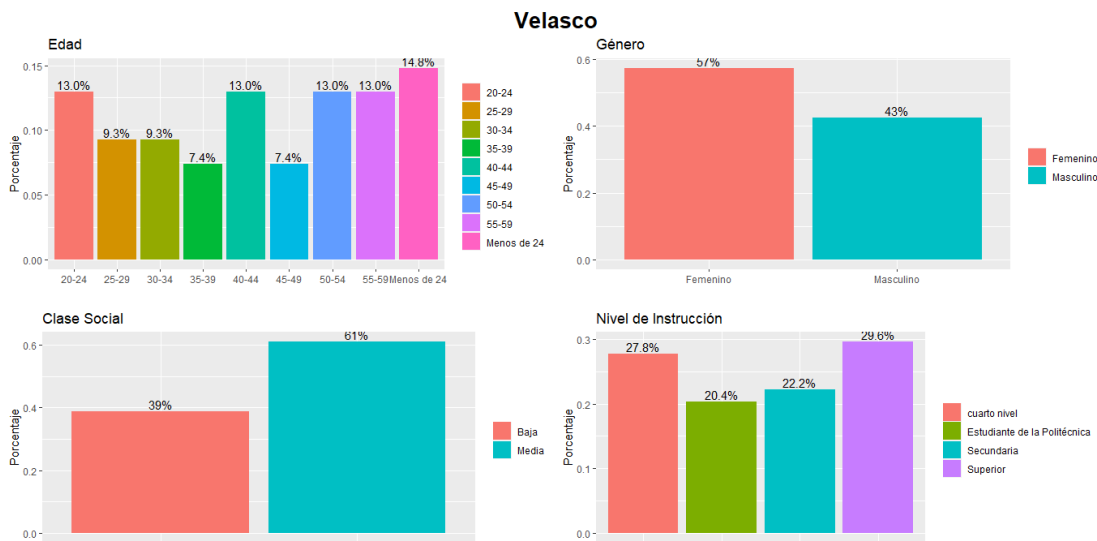 Velasco
Edad
Porcentaje
0.15
0.10
0.05
0.00
13.0%
9.3%
9.3%
7.4%
13.0%
7.4%
13.0%
13.0%
14.8%
20-24
25-29
30-34
35-39
40-44
45-49
50-54
55-59
Menos de 24
20-24
25-29
30-34
35-39
40-44
45-49
50-54
55-59
Menos de 24
Género
Porcentaje
0.6
0.4
0.2
0.0
57%
43%
Femenino
Masculino
Femenino
Masculino
Clase Social
Porcentaje
0.6
0.4
0.2
0.0
39%
61%
Baja
Media
Nivel de Instrucción
Porcentaje
0.3
0.2
0.1
0.0
27.8%
20.4%
22.2%
29.6%
cuarto nivel
Estudiante de la Politécnica
Secundaria
Superior